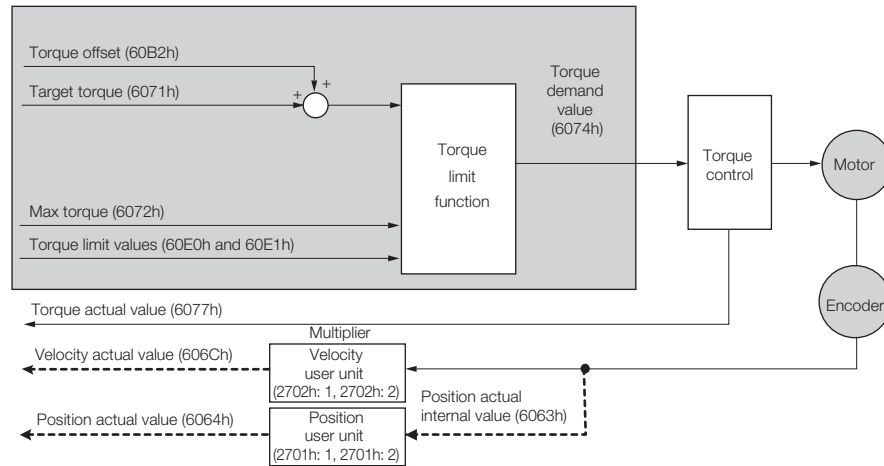 Torque offset (60B2h)
+
Target torque (6071h)
+
Torque
demand
value
(6074h)
Torque
limit
function
Torque
control
Motor
Max torque (6072h)
Torque limit values (60E0h and 60E1h)
Encoder
Torque actual value (6077h)
Multiplier
Velocity actual value (606Ch)
Velocity
user unit
(2702h: 1, 2702h: 2)
Position actual
internal value (6063h)
Position actual value (6064h)
Position
user unit
(2701h: 1, 2701h: 2)